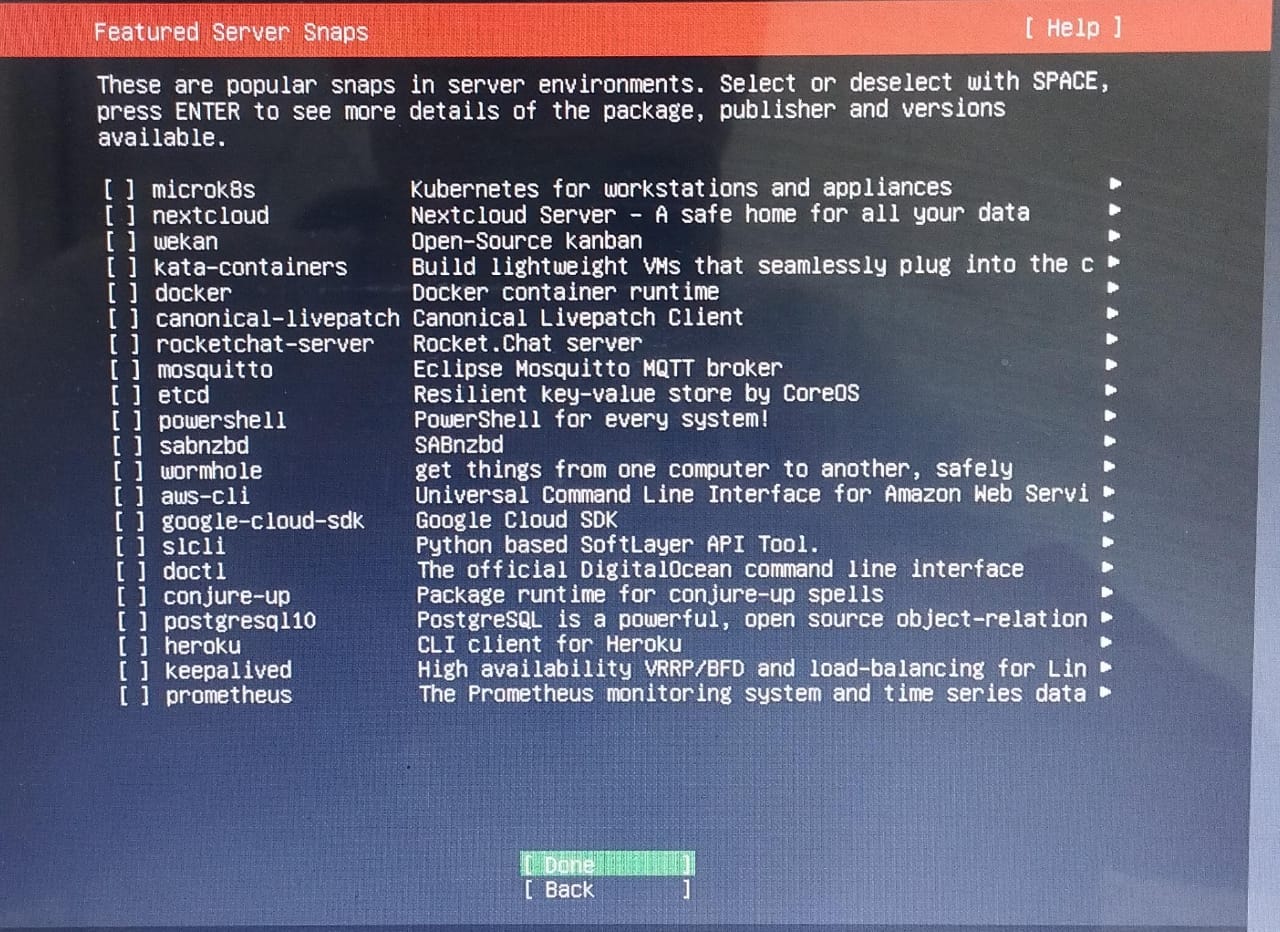 Featured Server Snaps [ Help ]
These are popular snaps in server environments. Select or deselect with SPACE,
press ENTER to see more details of the package, publisher and versions
available.
[ ] microk8s Kubernetes for workstations and appliances ▸
[ ] nextcloud Nextcloud Server - A safe home for all your data ▸
[ ] wekan Open-Source kanban ▸
[ ] kata-containers Build lightweight VMs that seamlessly plug into the c ▸
[ ] docker Docker container runtime ▸
[ ] canonical-livepatch Canonical Livepatch Client ▸
[ ] rocketchat-server Rocket.Chat server ▸
[ ] mosquitto Eclipse Mosquitto MQTT broker ▸
[ ] etcd Resilient key-value store by CoreOS ▸
[ ] powershell PowerShell for every system! ▸
[ ] sabnzbd SABnzbd ▸
[ ] wormhole get things from one computer to another, safely ▸
[ ] aws-cli Universal Command Line Interface for Amazon Web Servi ▸
[ ] google-cloud-sdk Google Cloud SDK ▸
[ ] slcli Python based SoftLayer API Tool. ▸
[ ] doctl The official DigitalOcean command line interface ▸
[ ] conjure-up Package runtime for conjure-up spells ▸
[ ] postgresql10 PostgreSQL is a powerful, open source object-relation ▸
[ ] heroku CLI client for Heroku ▸
[ ] keepalived High availability VRRP/BFD and load-balancing for Lin ▸
[ ] prometheus The Prometheus monitoring system and time series data ▸
[ Done ]
[ Back ]